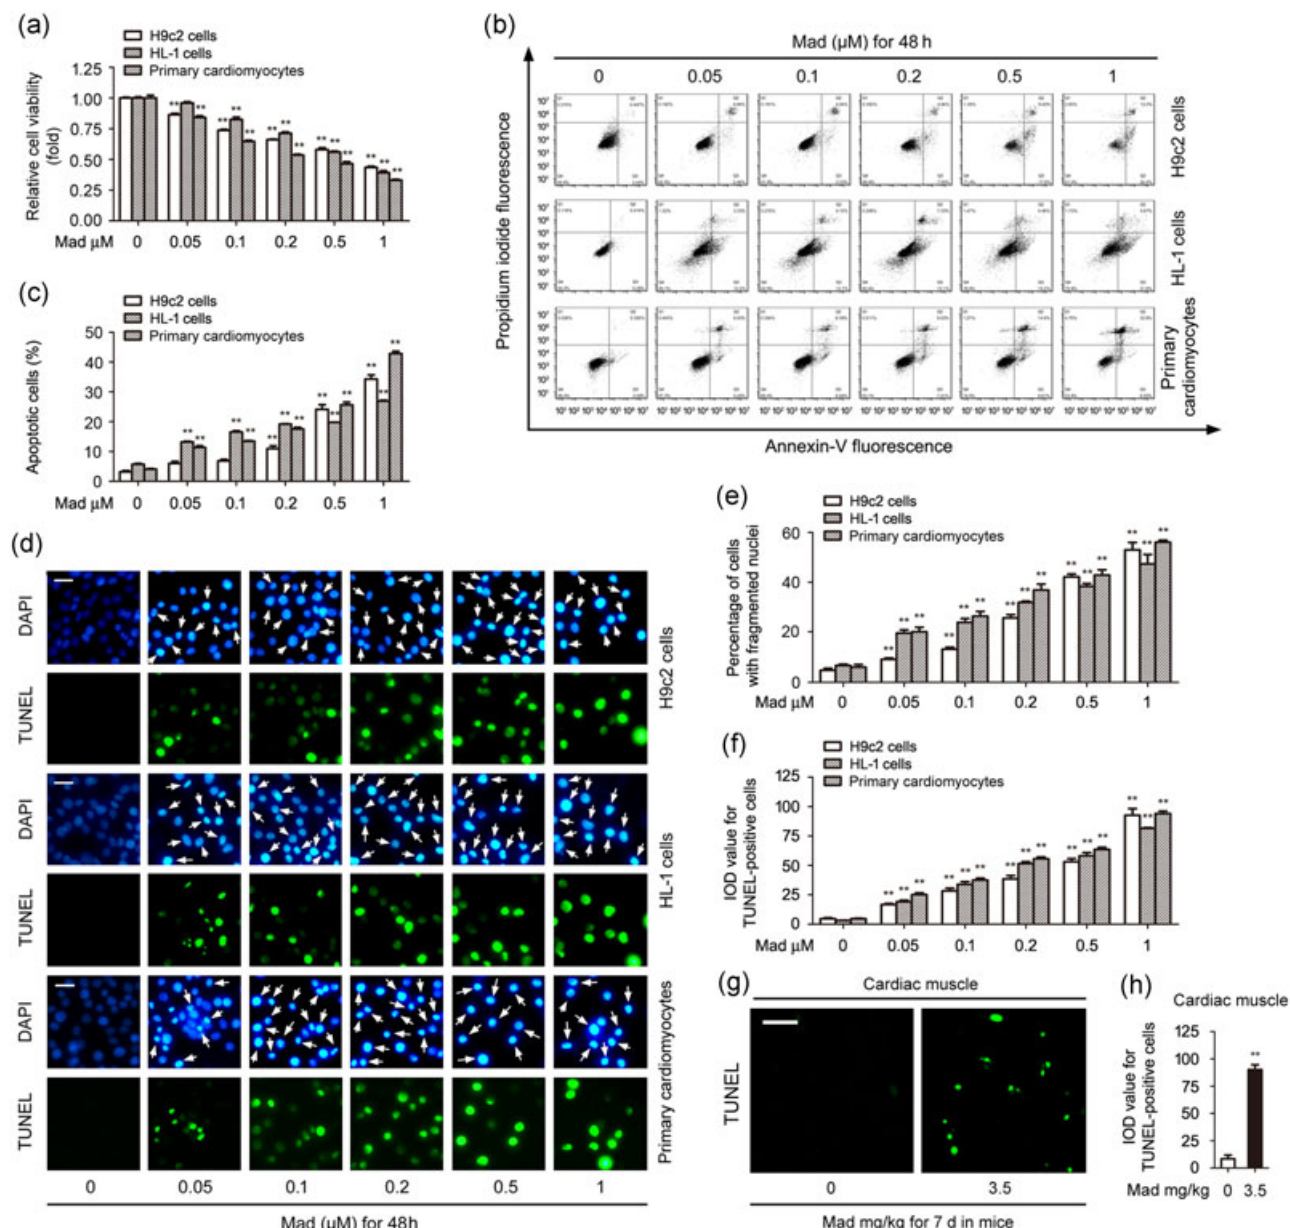 (a)
H9c2 cells
HL-1 cells
Primary cardiomyocytes
Relative cell viability
(fold)
1.25
1.00
0.75
0.50
0.25
0.00
** ** ** ** ** ** ** ** ** ** ** ** ** **
Mad μM 0 0.05 0.1 0.2 0.5 1
(b)
Mad (μM) for 48 h
0 0.05 0.1 0.2 0.5 1
Propidium iodide fluorescence
H9c2 cells
HL-1 cells
Primary
cardiomyocytes
Annexin-V fluorescence
(c)
H9c2 cells
HL-1 cells
Primary cardiomyocytes
Apoptotic cells (%)
50
40
30
20
10
0
** ** ** ** ** ** ** ** ** ** ** ** **
Mad μM 0 0.05 0.1 0.2 0.5 1
(d)
DAPI
TUNEL
H9c2 cells
DAPI
TUNEL
HL-1 cells
DAPI
TUNEL
Primary cardiomyocytes
0 0.05 0.1 0.2 0.5 1
Mad (μM) for 48h
(e)
H9c2 cells
HL-1 cells
Primary cardiomyocytes
Percentage of cells
with fragmented nuclei
60
40
20
0
** ** ** ** ** ** ** ** ** ** ** ** ** ** **
Mad μM 0 0.05 0.1 0.2 0.5 1
(f)
H9c2 cells
HL-1 cells
Primary cardiomyocytes
IOD value for
TUNEL-positive cells
125
100
75
50
25
0
** ** ** ** ** ** ** ** ** ** ** ** ** ** **
Mad μM 0 0.05 0.1 0.2 0.5 1
(g)
Cardiac muscle
TUNEL
0 3.5
Mad mg/kg for 7 d in mice
(h)
Cardiac muscle
IOD value for
TUNEL-positive cells
125
100
75
50
25
0
**
Mad mg/kg 0 3.5